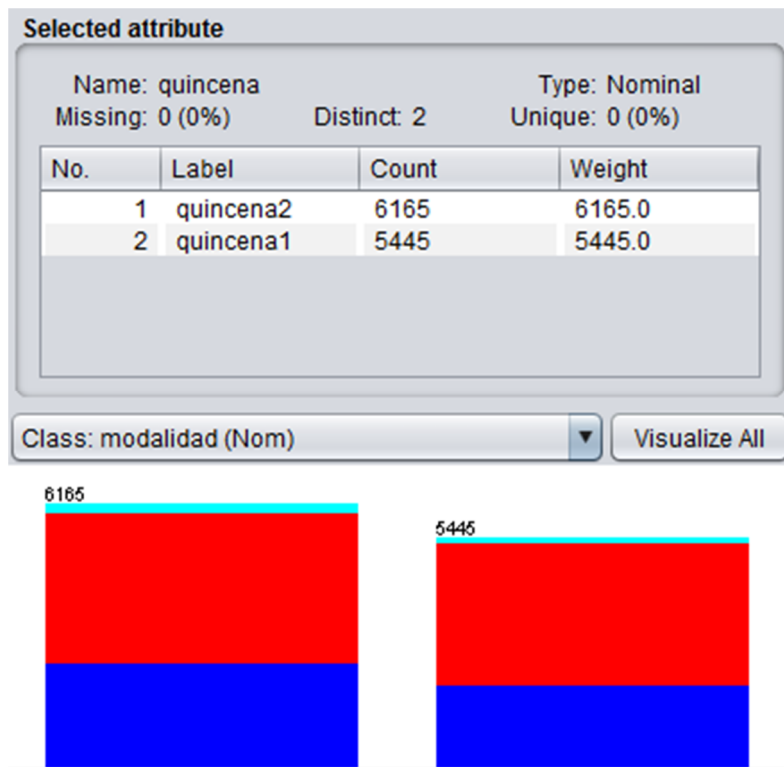 Selected attribute
Name: quincena Type: Nominal
Missing: 0 (0%) Distinct: 2 Unique: 0 (0%)
No. Label Count Weight
1 quincena2 6165 6165.0
2 quincena1 5445 5445.0
Class: modalidad (Nom) Visualize All
6165
5445